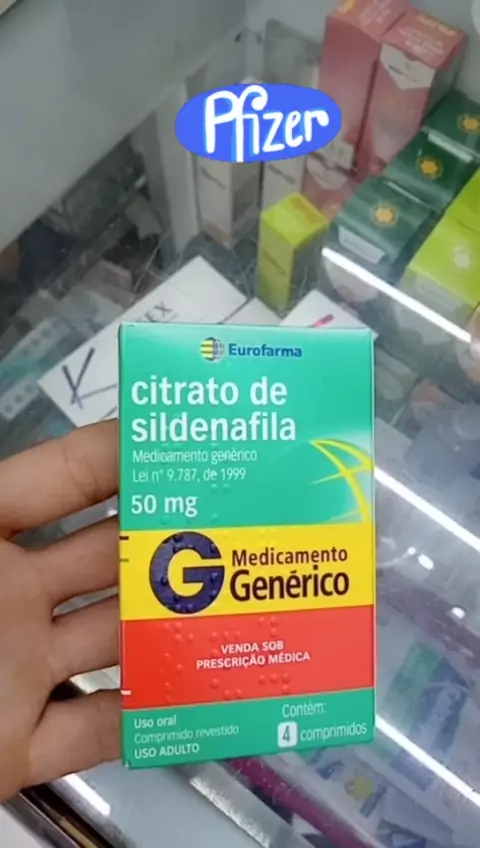 Pfizer
Eurofarma
citrato de
sildenafila
Medicamento genérico
Lei n° 9.787, de 1999
50 mg
G Medicamento
Genérico
VENDA SOB
PRESCRIÇÃO MÉDICA
Uso oral
Comprimido revestido
USO ADULTO
Contém:
4 comprimidos